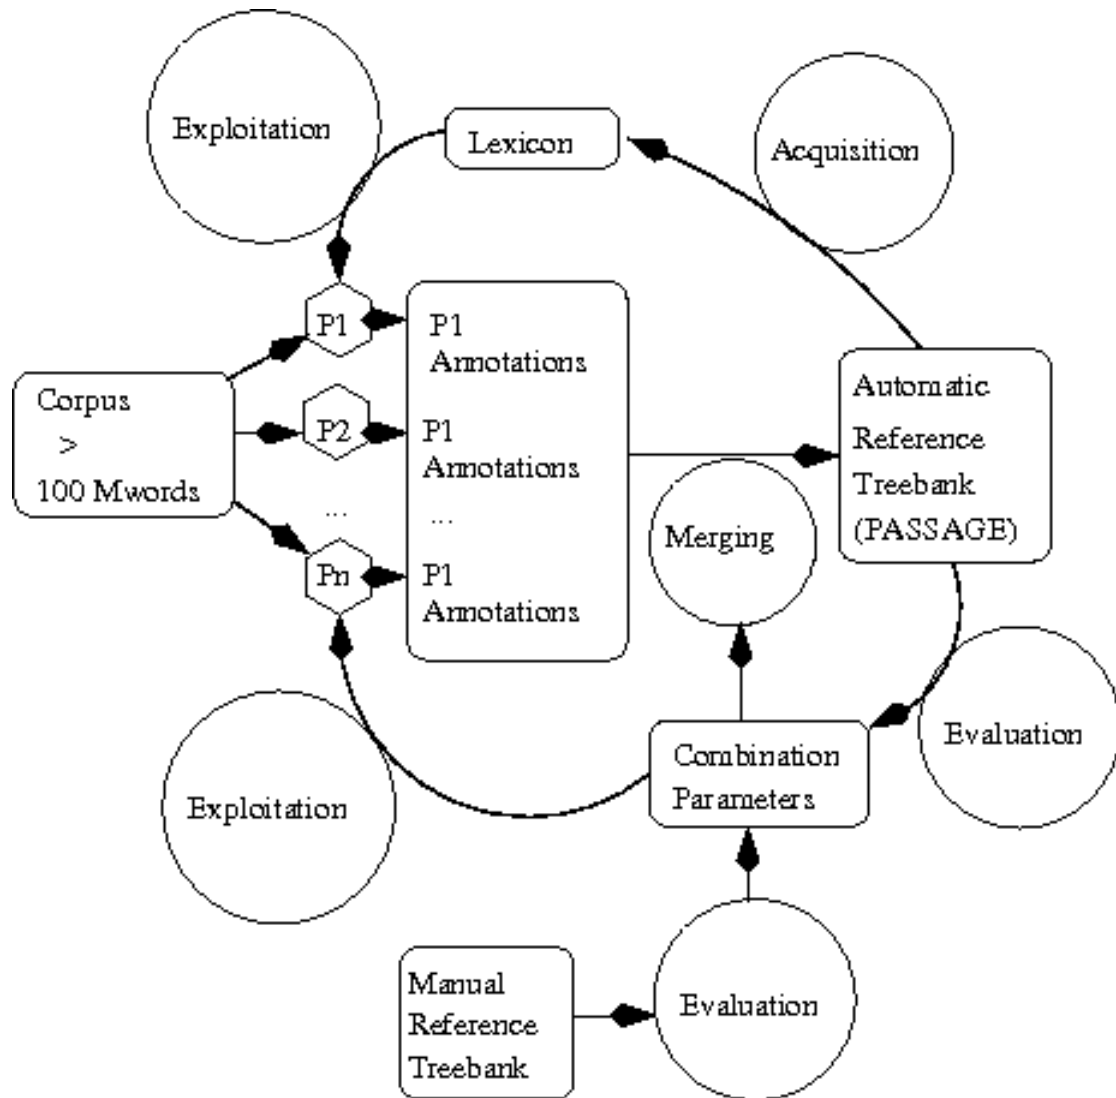 Exploitation
Lexicon
Acquisition
P1
P1
Annotations
Corpus
>
100 Mwords
P2
P1
Annotations
...
...
Pn
P1
Annotations
Automatic
Reference
Treebank
(PASSAGE)
Merging
Evaluation
Combination
Parameters
Exploitation
Manual
Reference
Treebank
Evaluation